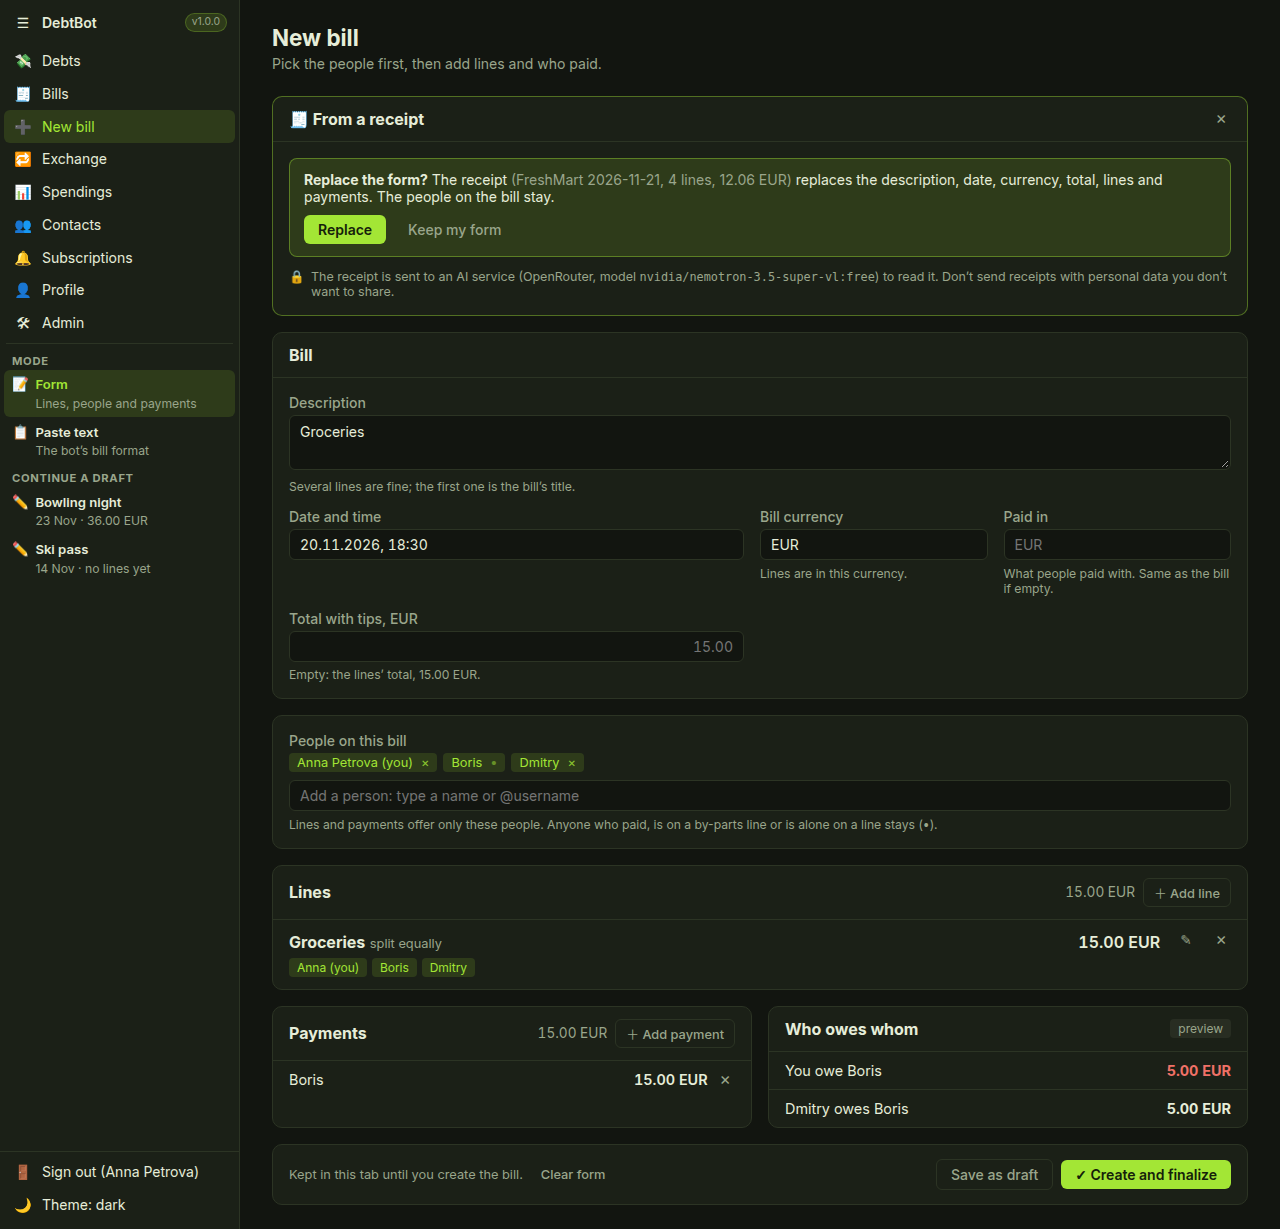 ☰ DebtBot v1.0.0
💸 Debts
🧾 Bills
➕ New bill
🔁 Exchange
📊 Spendings
👥 Contacts
🔔 Subscriptions
👤 Profile
🛠 Admin
MODE
📝 Form
Lines, people and payments
📋 Paste text
The bot’s bill format
CONTINUE A DRAFT
✏️ Bowling night
23 Nov · 36.00 EUR
✏️ Ski pass
14 Nov · no lines yet
🚪 Sign out (Anna Petrova)
🌙 Theme: dark
New bill
Pick the people first, then add lines and who paid.
🧾 From a receipt ×
Replace the form? The receipt (FreshMart 2026-11-21, 4 lines, 12.06 EUR) replaces the description, date, currency, total, lines and
payments. The people on the bill stay.
Replace Keep my form
🔒 The receipt is sent to an AI service (OpenRouter, model nvidia/nemotron-3.5-super-vl:free) to read it. Don’t send receipts with personal data you don’t
want to share.
Bill
Description
Groceries
Several lines are fine; the first one is the bill’s title.
Date and time Bill currency Paid in
20.11.2026, 18:30 EUR EUR
Lines are in this currency. What people paid with. Same as the bill
if empty.
Total with tips, EUR
15.00
Empty: the lines’ total, 15.00 EUR.
People on this bill
Anna Petrova (you) × Boris • Dmitry ×
Add a person: type a name or @username
Lines and payments offer only these people. Anyone who paid, is on a by-parts line or is alone on a line stays (•).
Lines 15.00 EUR ＋ Add line
Groceries split equally 15.00 EUR ✎ ×
Anna (you) Boris Dmitry
Payments 15.00 EUR ＋ Add payment
Boris 15.00 EUR ×
Who owes whom preview
You owe Boris 5.00 EUR
Dmitry owes Boris 5.00 EUR
Kept in this tab until you create the bill. Clear form Save as draft ✓ Create and finalize